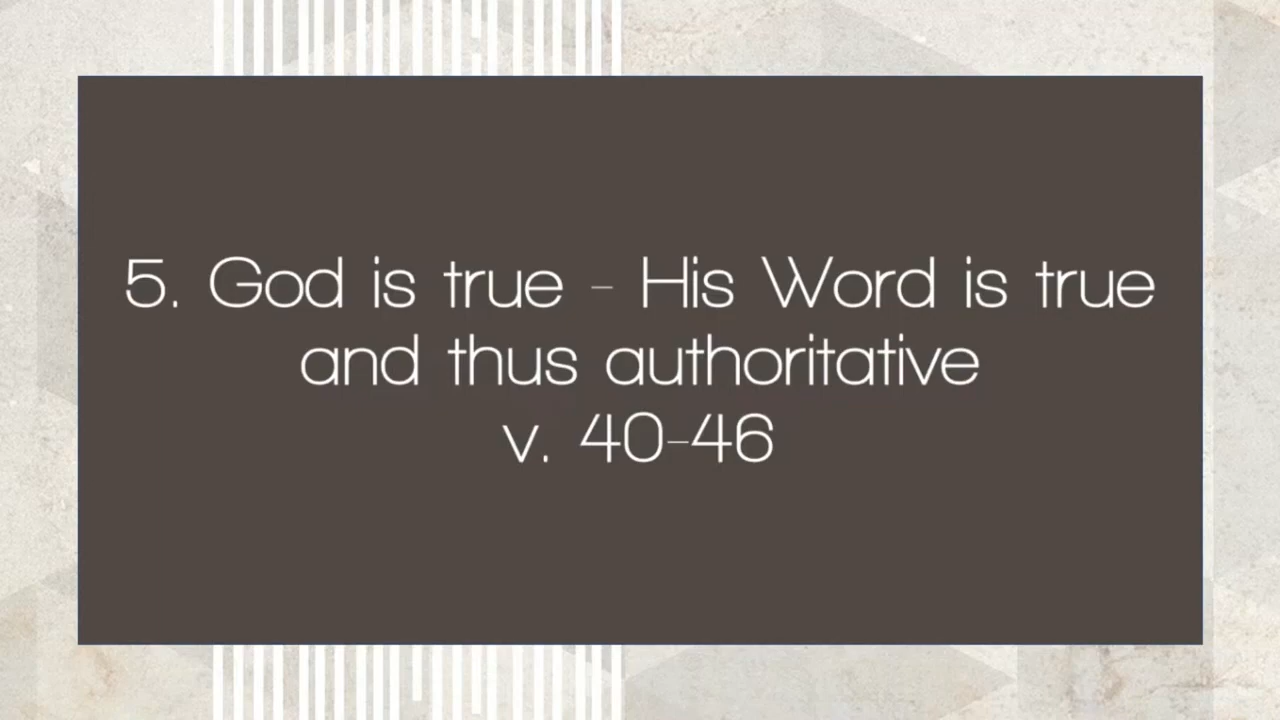 5. God is true - His Word is true
and thus authoritative
v. 40-46